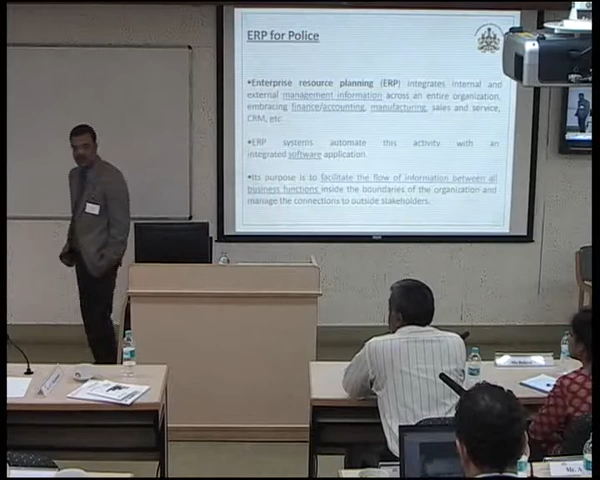 ERP for Police
•Enterprise resource planning (ERP) integrates internal and
external management information across an entire organization,
embracing finance/accounting, manufacturing, sales and service,
CRM, etc
•ERP systems automate this activity with an
integrated software application.
•Its purpose is to facilitate the flow of information between all
business functions inside the boundaries of the organization and
manage the connections to outside stakeholders.